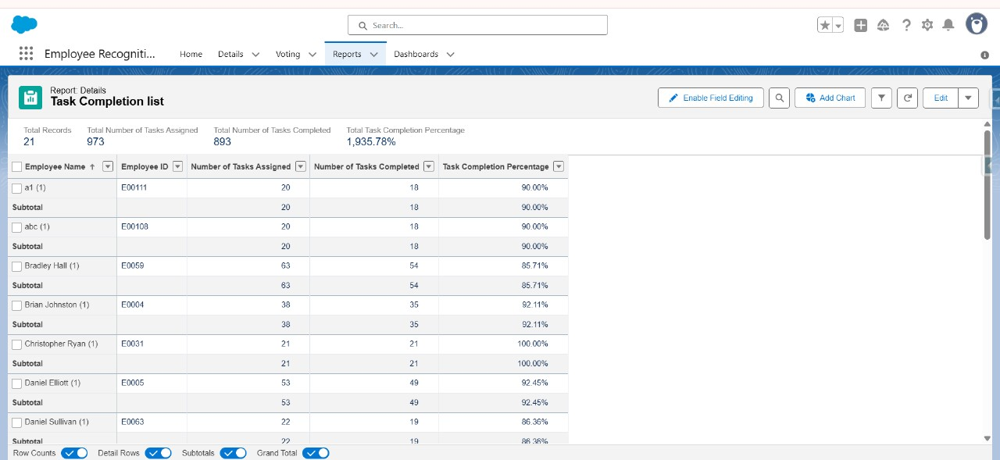 Search...
Employee Recogniti... Home Details Voting Reports Dashboards
Report: Details
Task Completion list
Enable Field Editing Add Chart Edit
Total Records Total Number of Tasks Assigned Total Number of Tasks Completed Total Task Completion Percentage
21 973 893 1,935.78%
Employee Name ↑ Employee ID Number of Tasks Assigned Number of Tasks Completed Task Completion Percentage
a1 (1) E00111 20 18 90.00%
Subtotal 20 18 90.00%
abc (1) E00108 20 18 90.00%
Subtotal 20 18 90.00%
Bradley Hall (1) E0059 63 54 85.71%
Subtotal 63 54 85.71%
Brian Johnston (1) E0004 38 35 92.11%
Subtotal 38 35 92.11%
Christopher Ryan (1) E0031 21 21 100.00%
Subtotal 21 21 100.00%
Daniel Elliott (1) E0005 53 49 92.45%
Subtotal 53 49 92.45%
Daniel Sullivan (1) E0063 22 19 86.36%
Subtotal 22 19 86.36%
Row Counts Detail Rows Subtotals Grand Total